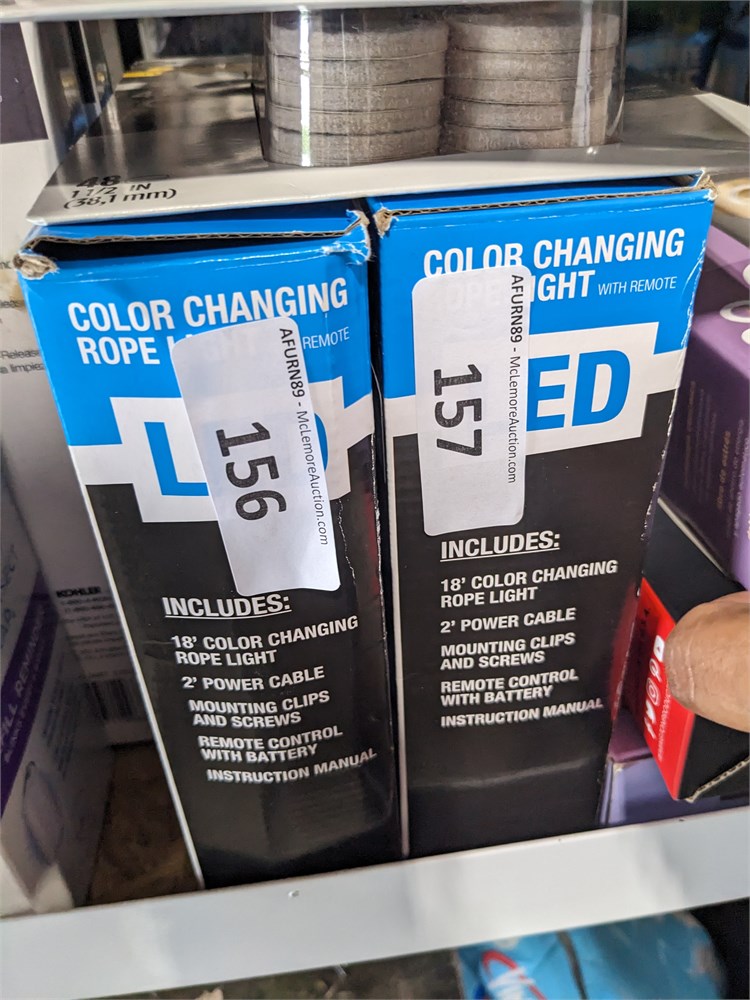 48
1 1/2 IN
(38,1 mm)
COLOR CHANGING
ROPE
REMOTE
AFURN89 - McLemoreAuction.com
156
INCLUDES:
18' COLOR CHANGING
ROPE LIGHT
2' POWER CABLE
MOUNTING CLIPS
AND SCREWS
REMOTE CONTROL
WITH BATTERY
INSTRUCTION MANUAL
COLOR CHANGING
LIGHT WITH REMOTE
ED
AFURN89 - McLemoreAuction.com
157
INCLUDES:
18' COLOR CHANGING
ROPE LIGHT
2' POWER CABLE
MOUNTING CLIPS
AND SCREWS
REMOTE CONTROL
WITH BATTERY
INSTRUCTION MANUAL
KOHLER